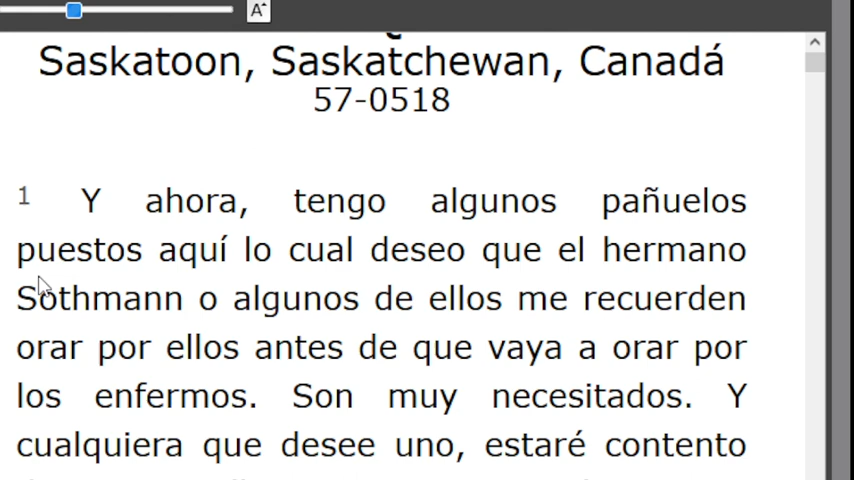 A
Saskatoon, Saskatchewan, Canadá
57-0518
1 Y ahora, tengo algunos pañuelos
puestos aquí lo cual deseo que el hermano
Sothmann o algunos de ellos me recuerden
orar por ellos antes de que vaya a orar por
los enfermos. Son muy necesitados. Y
cualquiera que desee uno, estaré contento